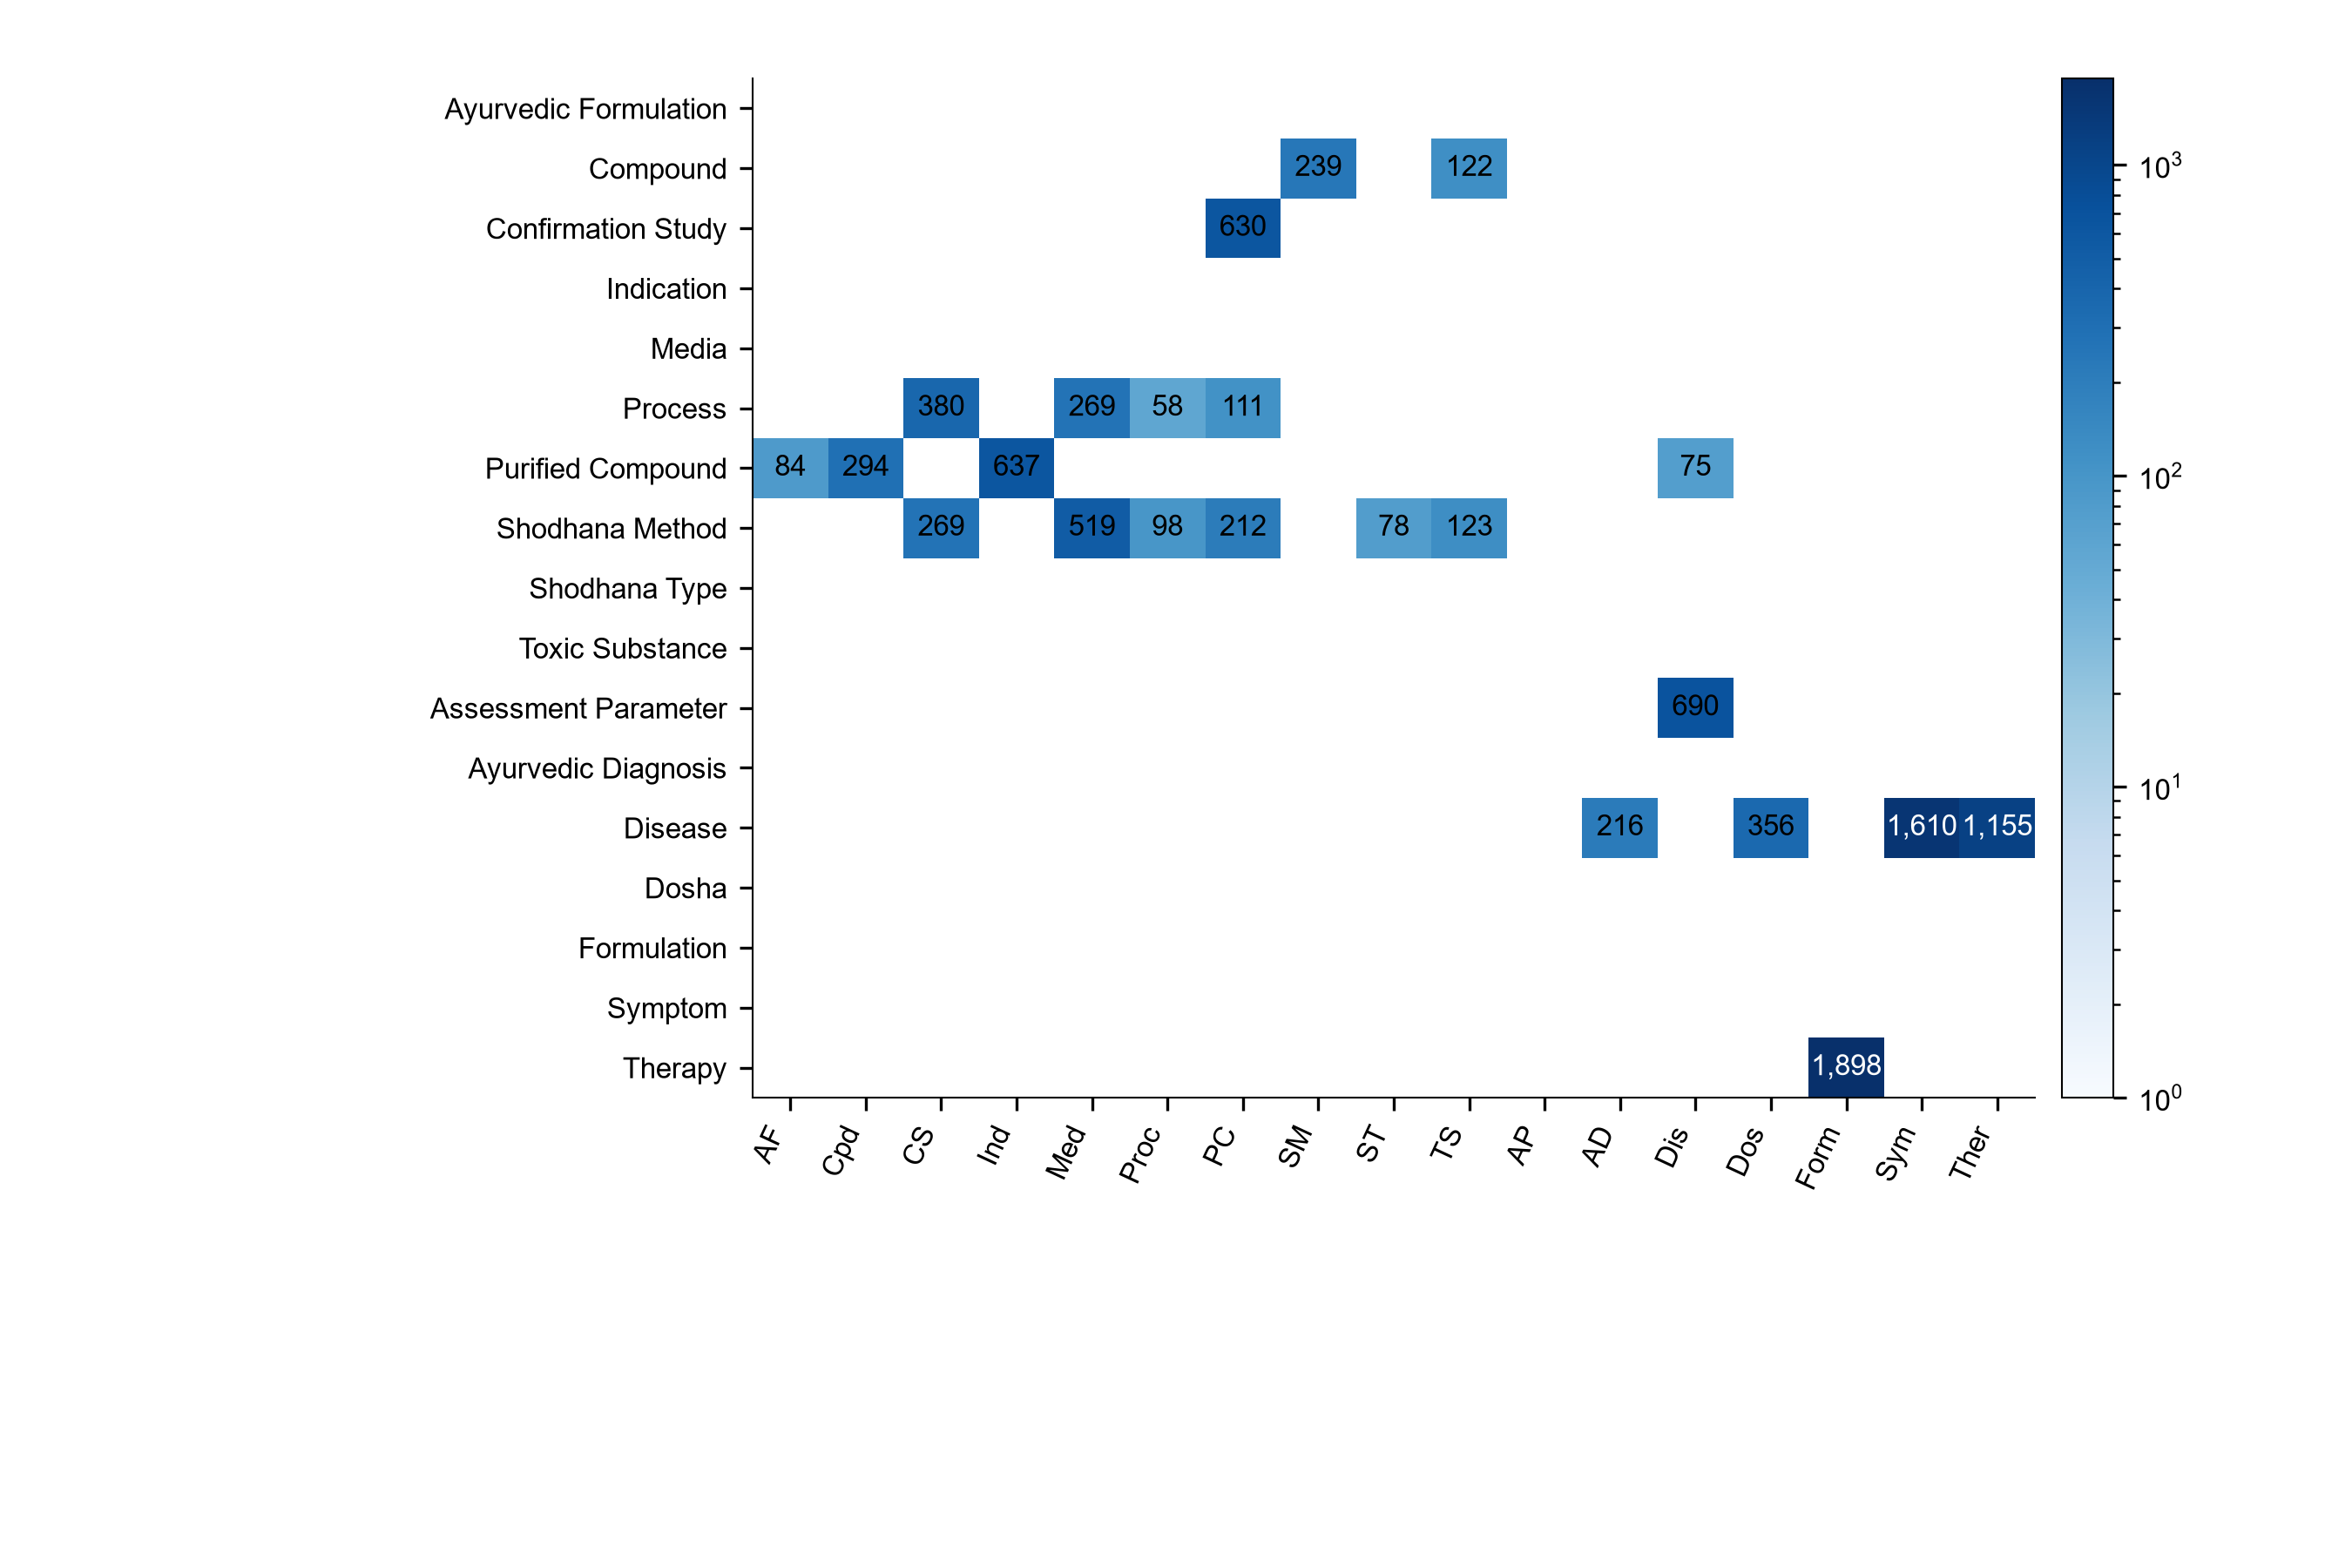 Ayurvedic Formulation
Compound 239 122
Confirmation Study 630
Indication
Media
Process 380 269 58 111
Purified Compound 84 294 637 75
Shodhana Method 269 519 98 212 78 123
Shodhana Type
Toxic Substance
Assessment Parameter 690
Ayurvedic Diagnosis
Disease 216 356 1,610 1,155
Dosha
Formulation
Symptom
Therapy 1,898
AF Cpd CS Ind Med Proc PC SM ST TS AP AD Dis Dos Form Sym Ther
10³
10²
10¹
10⁰